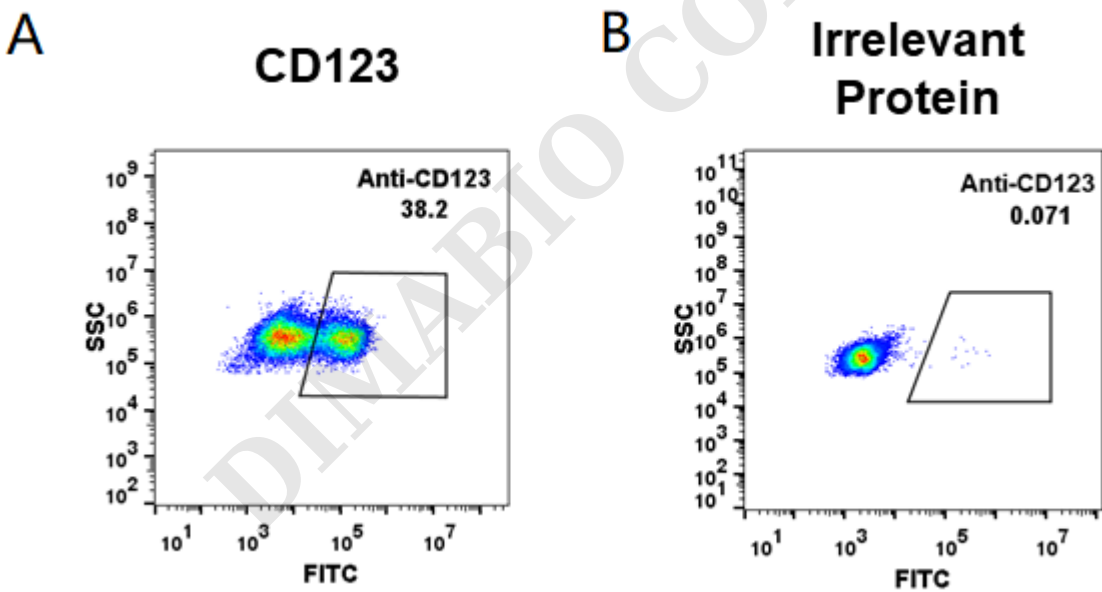 A
CD123
Anti-CD123
38.2
10^9
10^8
10^7
10^6
10^5
10^4
10^3
10^2
SSC
10^1 10^3 10^5 10^7
FITC
B
Irrelevant
Protein
Anti-CD123
0.071
10^11
10^10
10^9
10^8
10^7
10^6
10^5
10^4
10^3
10^2
10^1
SSC
10^1 10^3 10^5 10^7
FITC
DIMABIO